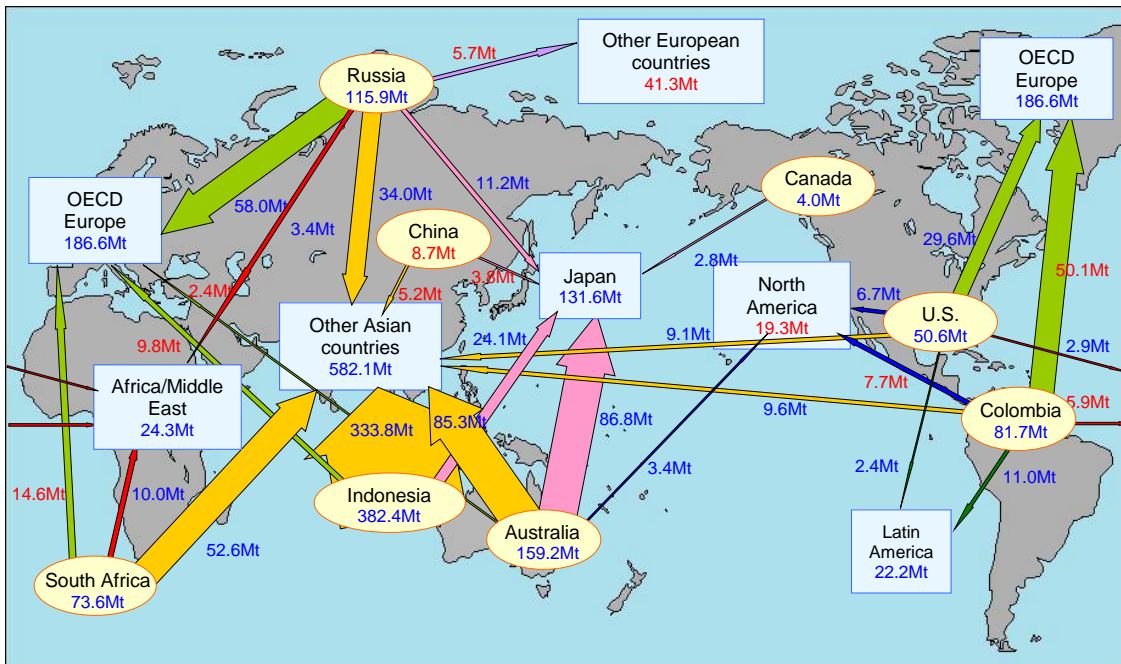 5.7Mt
Other European
countries
41.3Mt
OECD
Europe
186.6Mt
Russia
115.9Mt
Canada
4.0Mt
OECD
Europe
186.6Mt
58.0Mt
34.0Mt
11.2Mt
3.4Mt
China
8.7Mt
29.6Mt
50.1Mt
2.8Mt
2.4Mt
5.2Mt
3.8Mt
Japan
131.6Mt
North
America
19.3Mt
6.7Mt
U.S.
50.6Mt
Other Asian
countries
582.1Mt
24.1Mt
9.1Mt
9.8Mt
2.9Mt
Africa/Middle
East
24.3Mt
7.7Mt
5.9Mt
9.6Mt
Colombia
81.7Mt
333.8Mt
85.3Mt
86.8Mt
14.6Mt
10.0Mt
3.4Mt
2.4Mt
11.0Mt
Indonesia
382.4Mt
Australia
159.2Mt
52.6Mt
Latin
America
22.2Mt
South Africa
73.6Mt